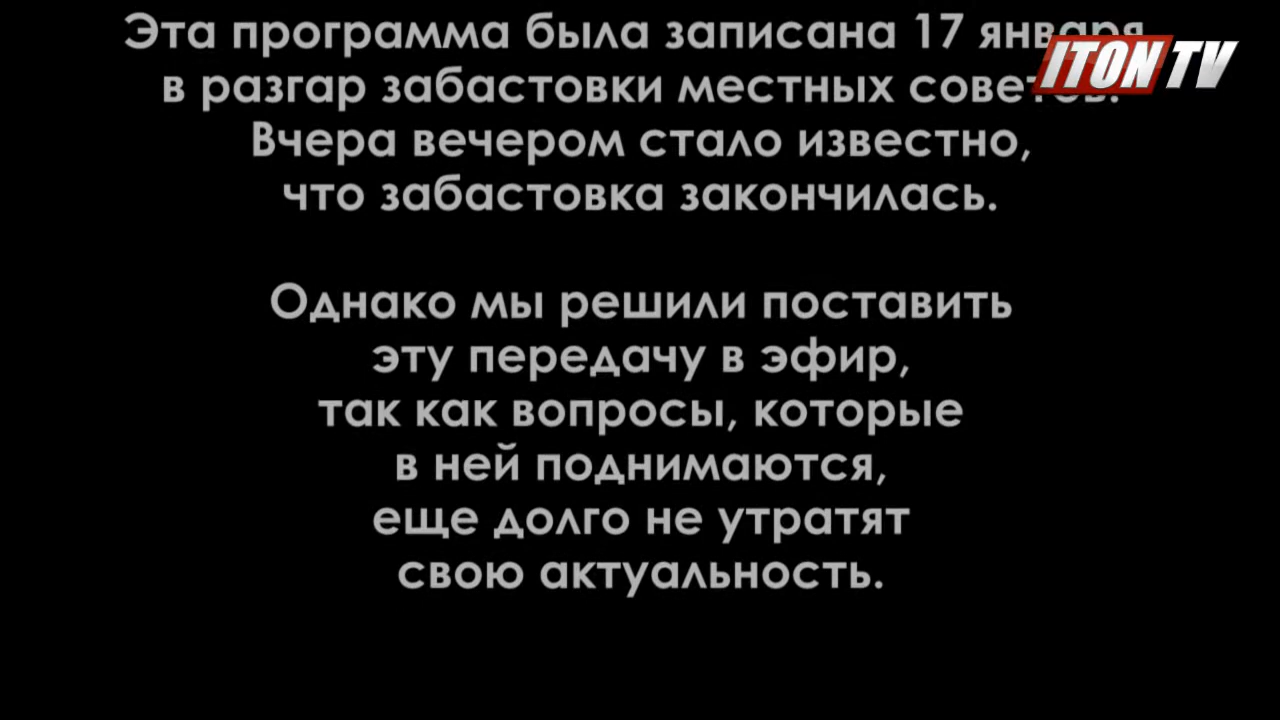 Эта программа была записана 17 января
ITON TV
в разгар забастовки местных советов.
Вчера вечером стало известно,
что забастовка закончилась.
Однако мы решили поставить
эту передачу в эфир,
так как вопросы, которые
в ней поднимаются,
еще долго не утратят
свою актуальность.